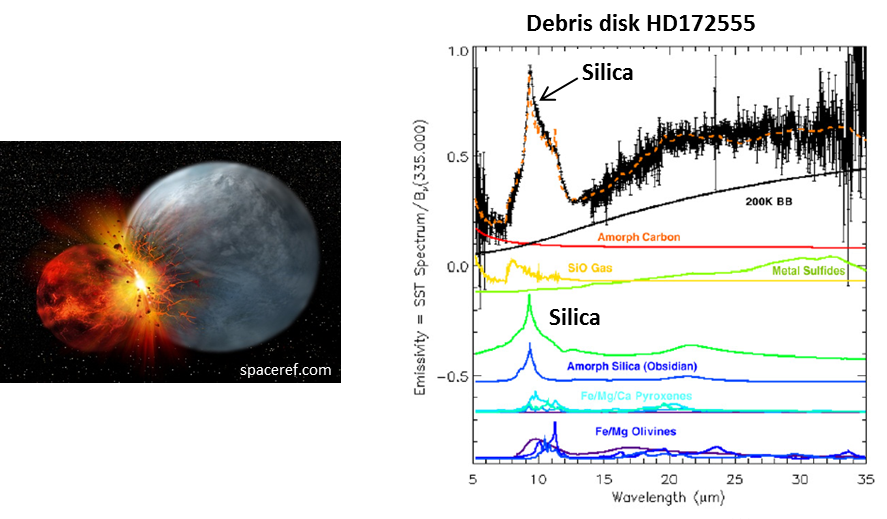 Debris disk HD172555
spaceref.com
Emissivity = SST Spectrum/Bν(335,000)
1.0
0.5
0.0
−0.5
Silica
200K BB
Amorph Carbon
SiO Gas
Metal Sulfides
Silica
Amorph Silica (Obsidian)
Fe/Mg/Ca Pyroxenos
Fe/Mg Olivines
5 10 15 20 25 30 35
Wavelength (μm)